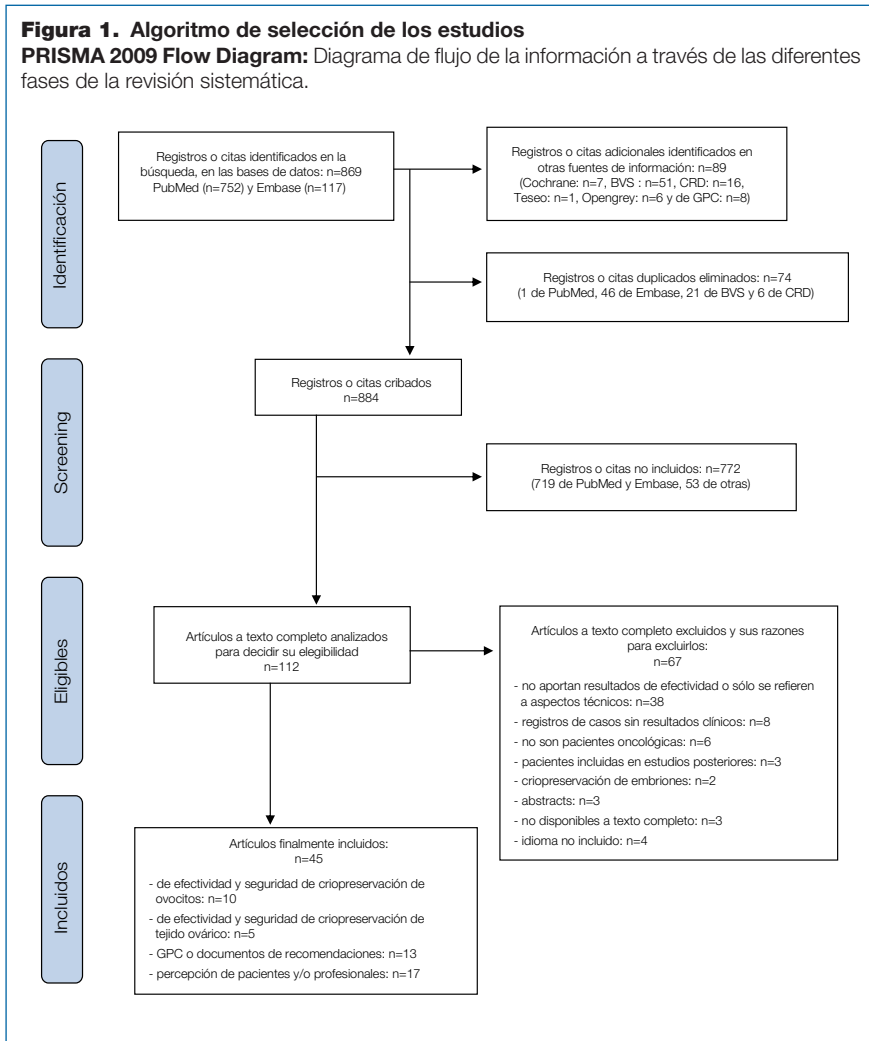 Figura 1. Algoritmo de selección de los estudios
PRISMA 2009 Flow Diagram: Diagrama de flujo de la información a través de las diferentes
fases de la revisión sistemática.
Identificación
Registros o citas identificados en la
búsqueda, en las bases de datos: n=869
PubMed (n=752) y Embase (n=117)
Registros o citas adicionales identificados en
otras fuentes de información: n=89
(Cochrane: n=7, BVS : n=51, CRD: n=16,
Teseo: n=1, Opengrey: n=6 y de GPC: n=8)
Registros o citas duplicados eliminados: n=74
(1 de PubMed, 46 de Embase, 21 de BVS y 6 de CRD)
Screening
Registros o citas cribados
n=884
Registros o citas no incluidos: n=772
(719 de PubMed y Embase, 53 de otras)
Eligibles
Artículos a texto completo analizados
para decidir su elegibilidad
n=112
Artículos a texto completo excluidos y sus razones
para excluirlos:
n=67
- no aportan resultados de efectividad o sólo se refieren
a aspectos técnicos: n=38
- registros de casos sin resultados clínicos: n=8
- no son pacientes oncológicas: n=6
- pacientes incluidas en estudios posteriores: n=3
- criopreservación de embriones: n=2
- abstracts: n=3
- no disponibles a texto completo: n=3
- idioma no incluido: n=4
Incluidos
Artículos finalmente incluidos:
n=45
- de efectividad y seguridad de criopreservación de
ovocitos: n=10
- de efectividad y seguridad de criopreservación de
tejido ovárico: n=5
- GPC o documentos de recomendaciones: n=13
- percepción de pacientes y/o profesionales: n=17